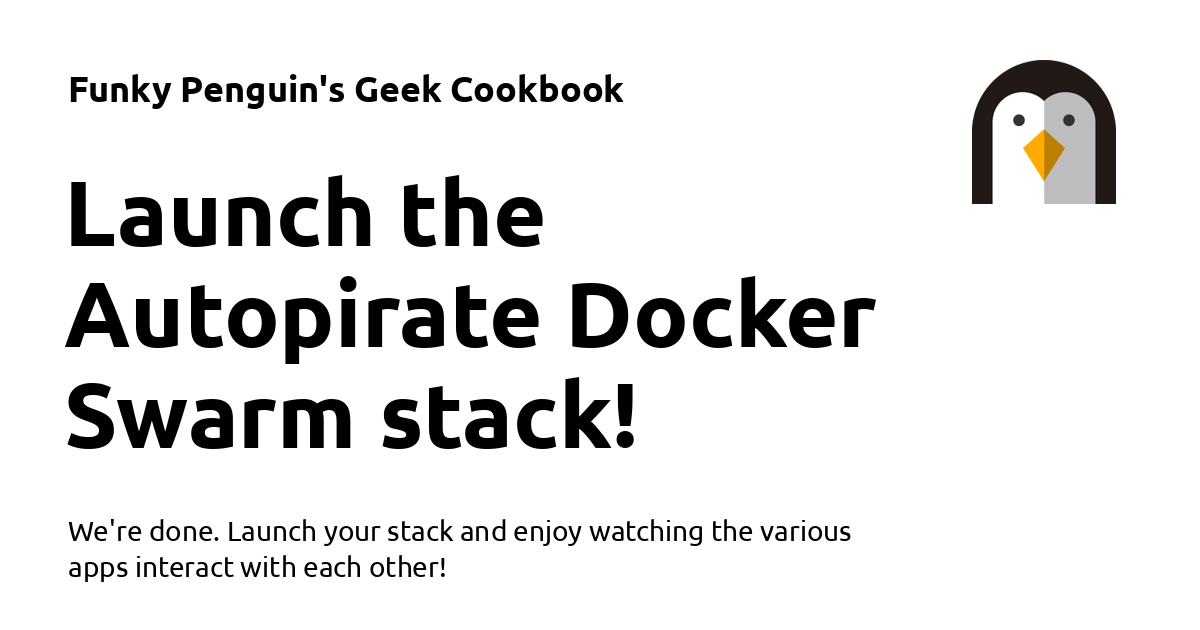 Funky Penguin's Geek Cookbook
Launch the
Autopirate Docker
Swarm stack!
We're done. Launch your stack and enjoy watching the various
apps interact with each other!